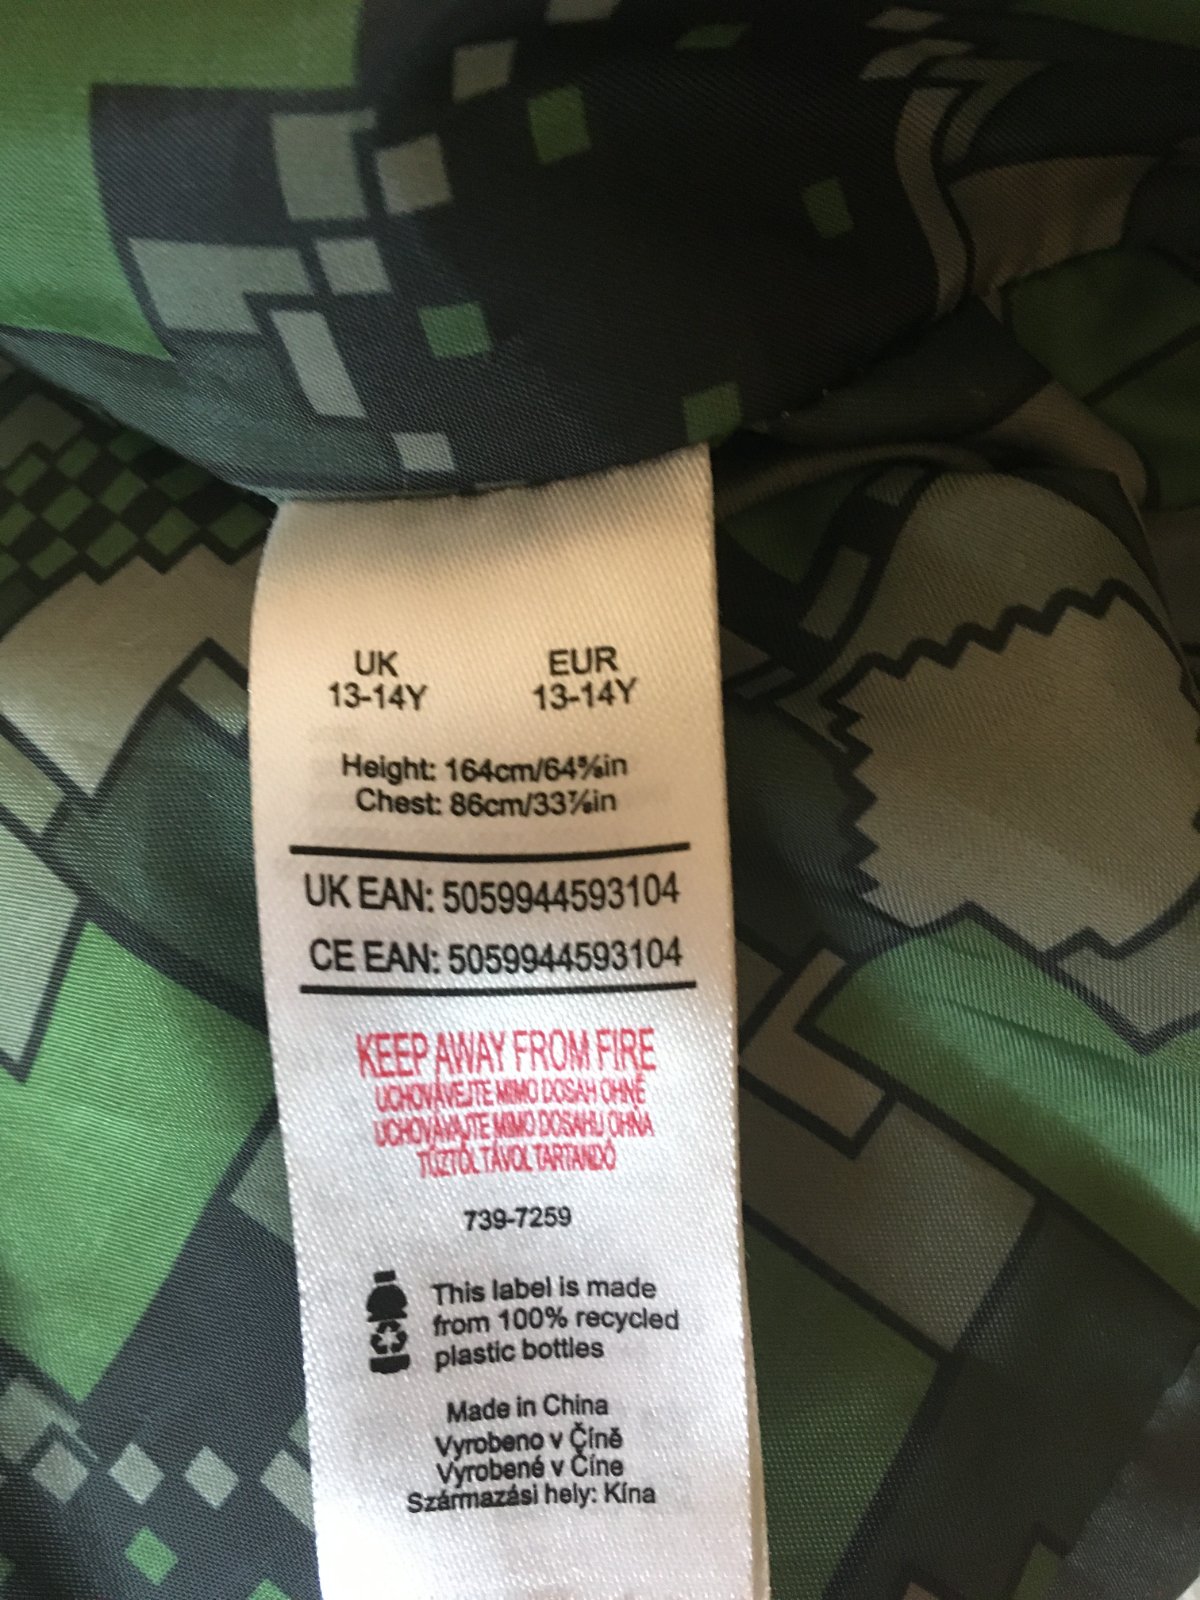 UK EUR
13-14Y 13-14Y
Height: 164cm/64⅝in
Chest: 86cm/33⅞in
UK EAN: 5059944593104
CE EAN: 5059944593104
KEEP AWAY FROM FIRE
UCHOVÁVEJTE MIMO DOSAH OHNĚ
UCHOVÁVAJTE MIMO DOSAHU OHŇA
TŰZTŐL TÁVOL TARTANDÓ
739-7259
This label is made
from 100% recycled
plastic bottles
Made in China
Vyrobeno v Číně
Vyrobené v Číne
Származási hely: Kína